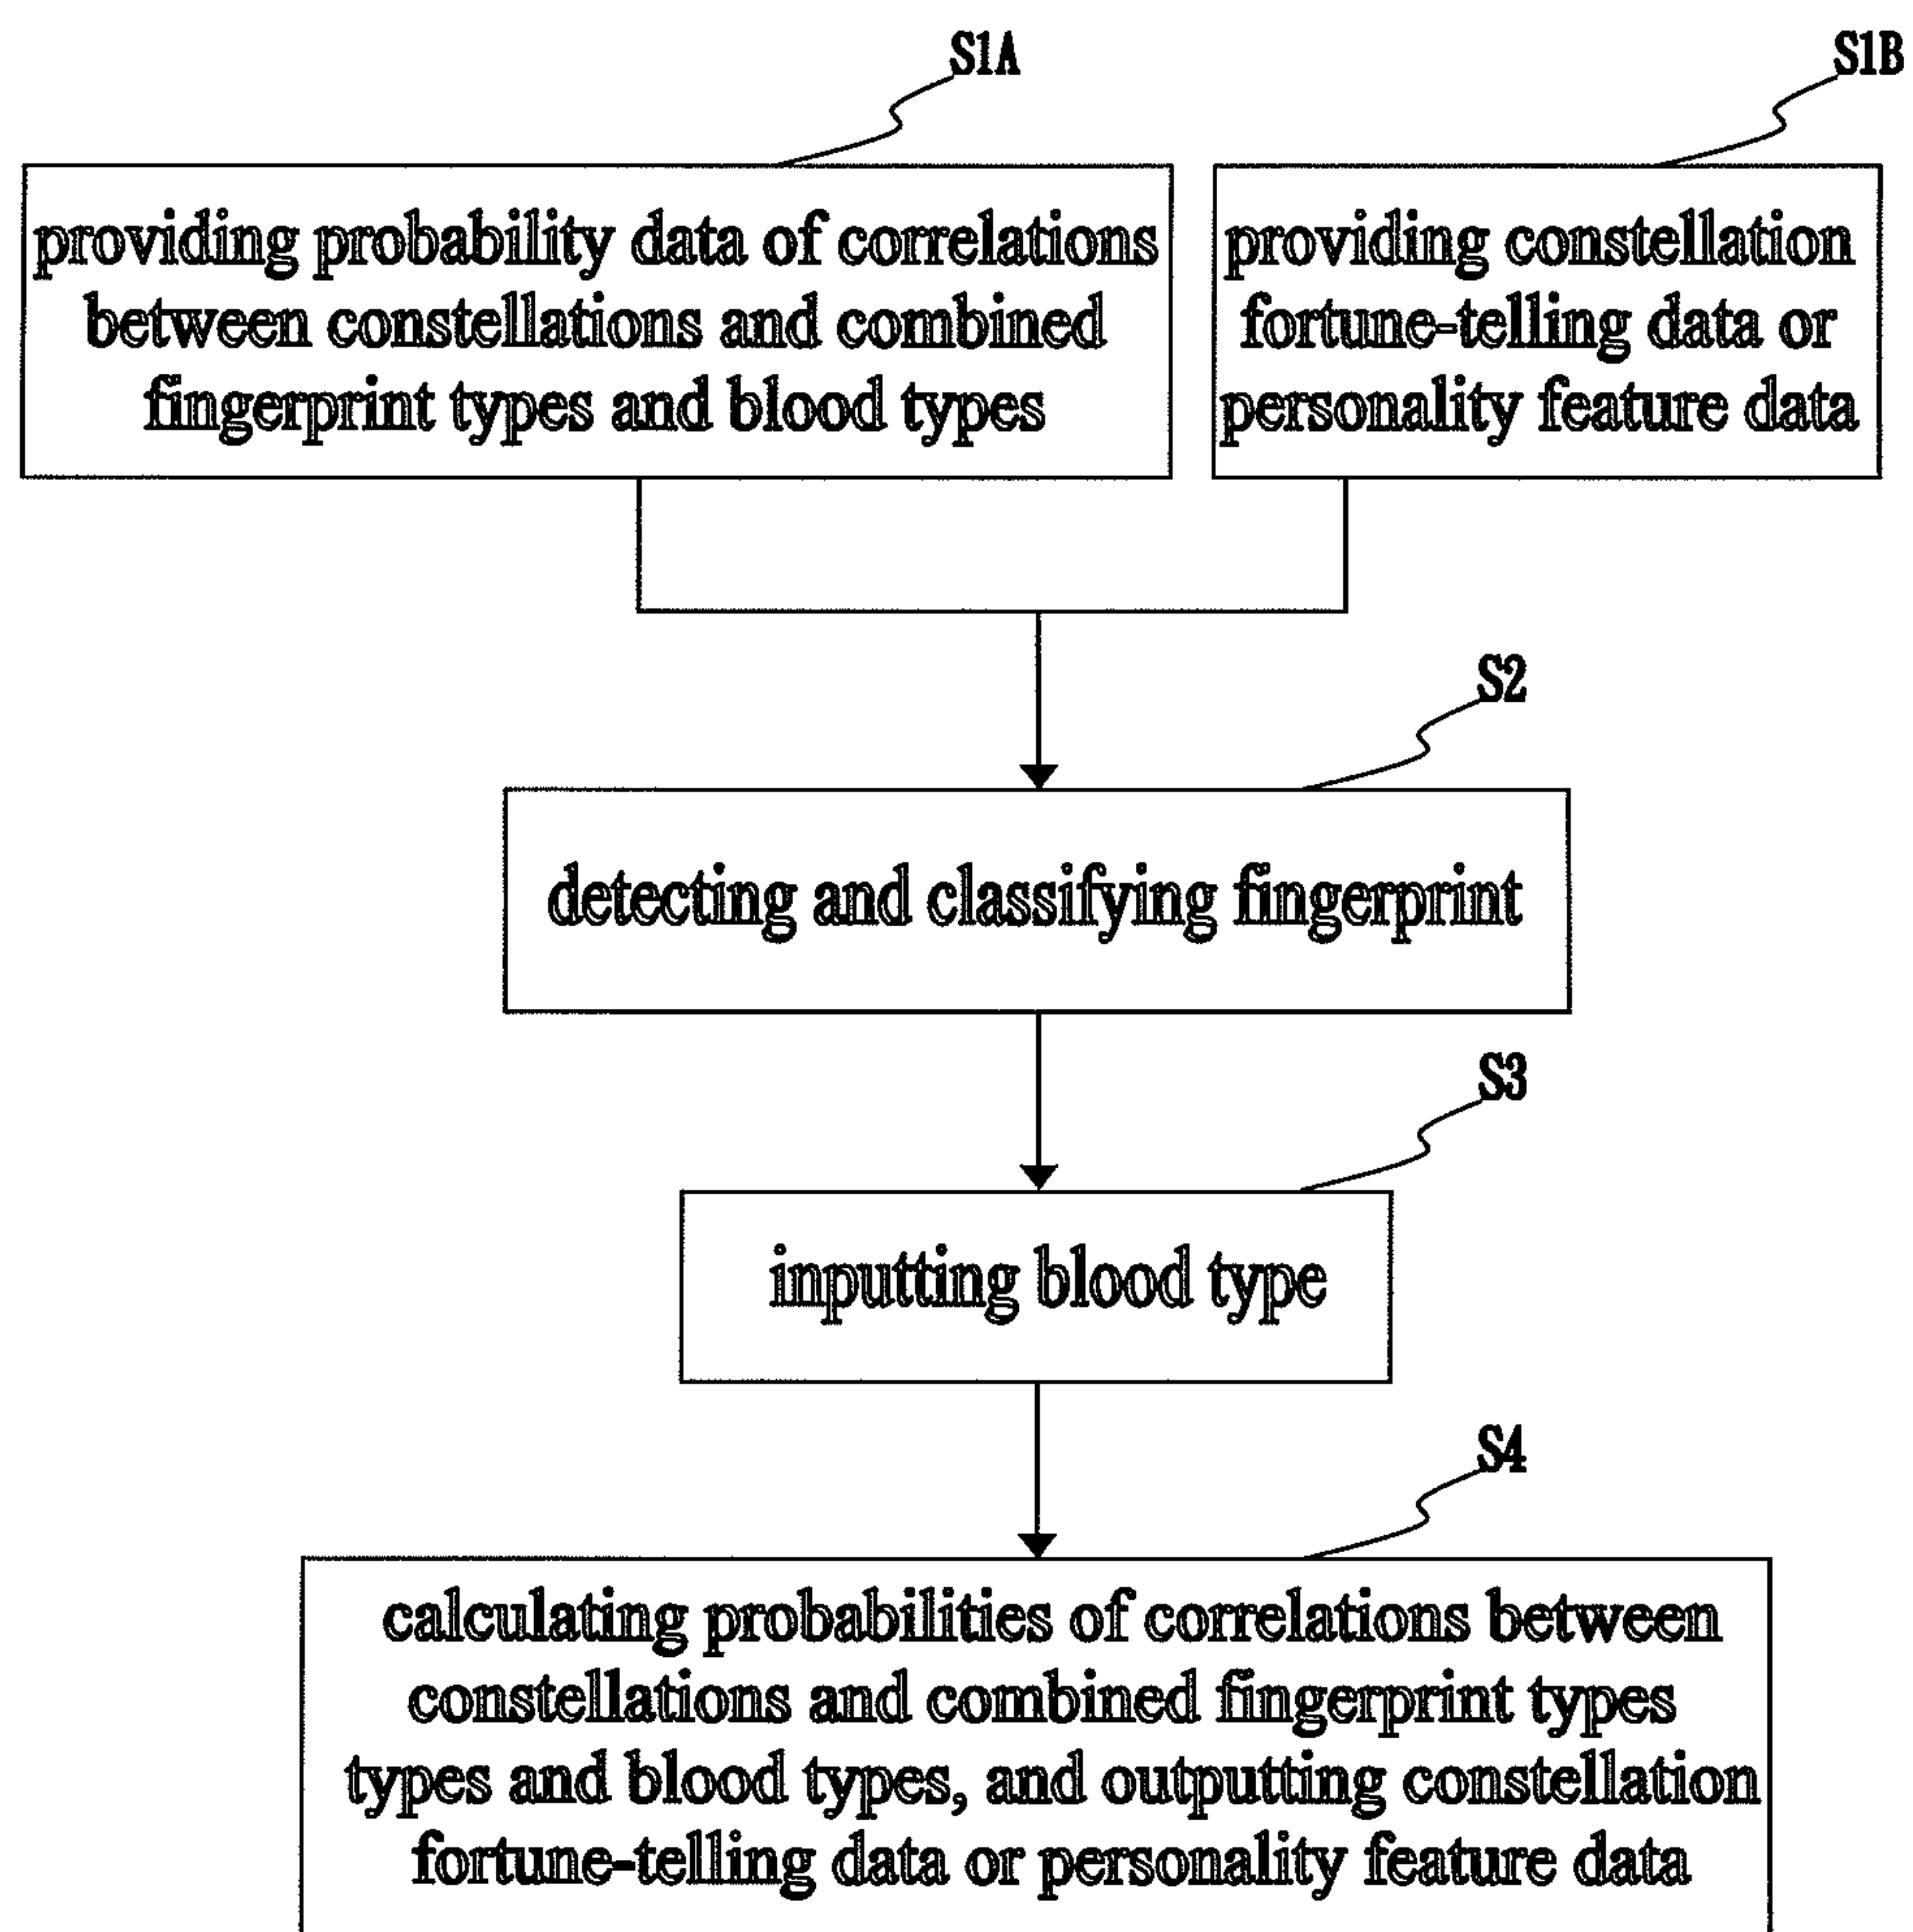 S1A
S1B
providing probability data of correlations
between constellations and combined
fingerprint types and blood types
providing constellation
fortune-telling data or
personality feature data
S2
detecting and classifying fingerprint
S3
inputting blood type
S4
calculating probabilities of correlations between
constellations and combined fingerprint types
types and blood types, and outputting constellation
fortune-telling data or personality feature data